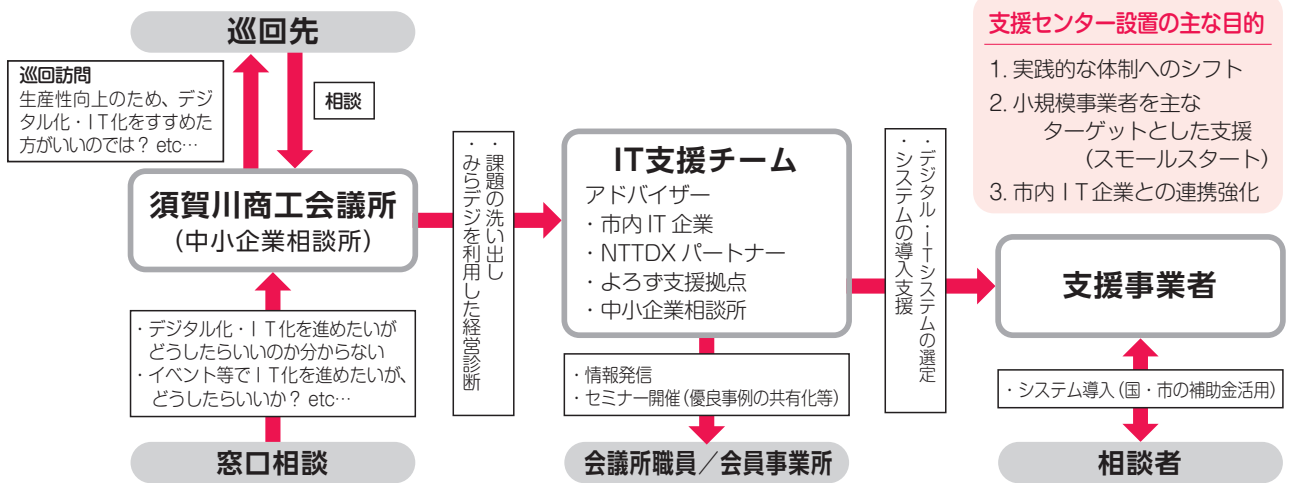 巡回先
巡回訪問
生産性向上のため、デジ
タル化・IT化をすすめた
方がいいのでは? etc…
相談
須賀川商工会議所
(中小企業相談所)
・デジタル化・IT化を進めたいが
どうしたらいいのか分からない
・イベント等でIT化を進めたいが、
どうしたらいいか? etc…
窓口相談
・課題の洗い出し
・みらデジを利用した経営診断
IT支援チーム
アドバイザー
・市内IT企業
・NTTDXパートナー
・よろず支援拠点
・中小企業相談所
・情報発信
・セミナー開催(優良事例の共有化等)
会議所職員/会員事業所
・デジタル・ITシステムの選定
・システムの導入支援
支援センター設置の主な目的
1. 実践的な体制へのシフト
2. 小規模事業者を主な
ターゲットとした支援
(スモールスタート)
3. 市内IT企業との連携強化
支援事業者
・システム導入(国・市の補助金活用)
相談者